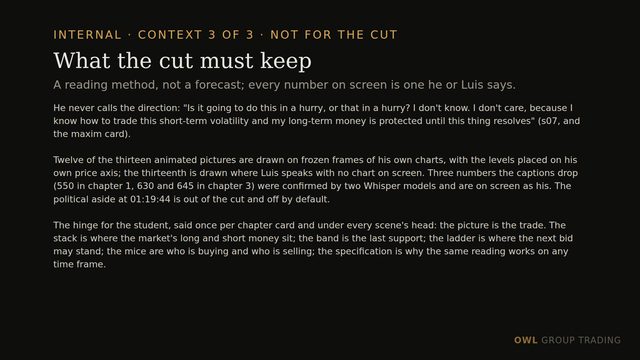 INTERNAL · CONTEXT 3 OF 3 · NOT FOR THE CUT
What the cut must keep
A reading method, not a forecast; every number on screen is one he or Luis says.
He never calls the direction: "Is it going to do this in a hurry, or that in a hurry? I don't know. I don't care, because I
know how to trade this short-term volatility and my long-term money is protected until this thing resolves" (s07, and
the maxim card).
Twelve of the thirteen animated pictures are drawn on frozen frames of his own charts, with the levels placed on his
own price axis; the thirteenth is drawn where Luis speaks with no chart on screen. Three numbers the captions drop
(550 in chapter 1, 630 and 645 in chapter 3) were confirmed by two Whisper models and are on screen as his. The
political aside at 01:19:44 is out of the cut and off by default.
The hinge for the student, said once per chapter card and under every scene's head: the picture is the trade. The
stack is where the market's long and short money sit; the band is the last support; the ladder is where the next bid
may stand; the mice are who is buying and who is selling; the specification is why the same reading works on any
time frame.
OWL GROUP TRADING